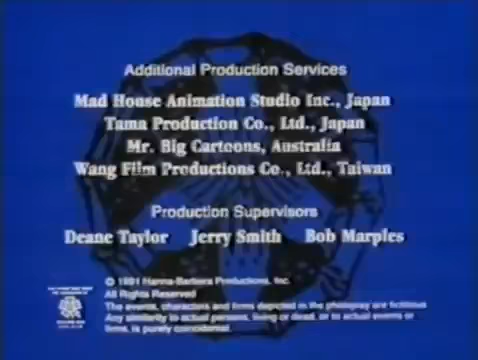 Additional Production Services
Mad House Animation Studio Inc., Japan
Tama Production Co., Ltd., Japan
Mr. Big Cartoons, Australia
Wang Film Productions Co., Ltd., Taiwan
Production Supervisors
Deane Taylor Jerry Smith Bob Marples
© 1991 Hanna-Barbera Productions, Inc.
All Rights Reserved
The events, characters and firms depicted in the photoplay are fictitious
Any similarity to actual persons, living or dead, or to actual events or
firms, is purely coincidental.